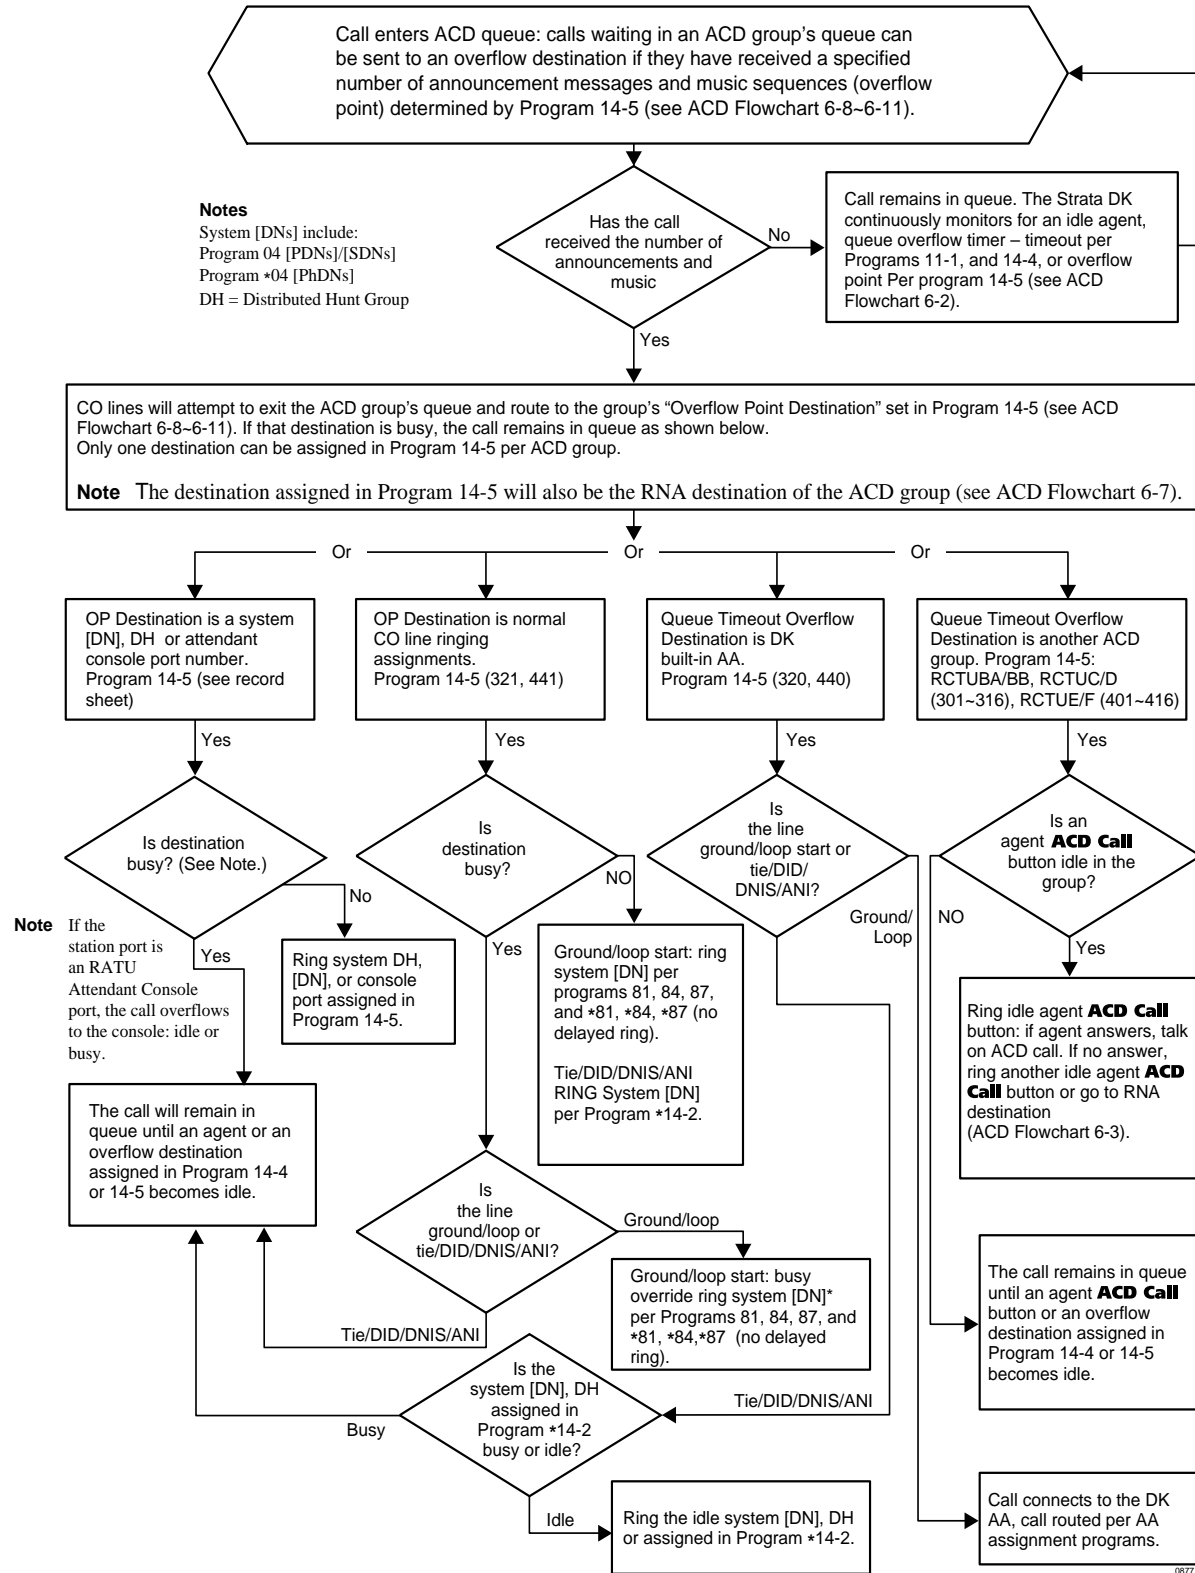 Call enters ACD queue: calls waiting in an ACD group's queue can
be sent to an overflow destination if they have received a specified
number of announcement messages and music sequences (overflow
point) determined by Program 14-5 (see ACD Flowchart 6-8~6-11).
Notes
System [DNs] include:
Program 04 [PDNs]/[SDNs]
Program *04 [PhDNs]
DH = Distributed Hunt Group
Has the call
received the number of
announcements and
music
No
Call remains in queue. The Strata DK
continuously monitors for an idle agent,
queue overflow timer – timeout per
Programs 11-1, and 14-4, or overflow
point Per program 14-5 (see ACD
Flowchart 6-2).
Yes
CO lines will attempt to exit the ACD group's queue and route to the group's “Overflow Point Destination” set in Program 14-5 (see ACD
Flowchart 6-8~6-11). If that destination is busy, the call remains in queue as shown below.
Only one destination can be assigned in Program 14-5 per ACD group.
Note The destination assigned in Program 14-5 will also be the RNA destination of the ACD group (see ACD Flowchart 6-7).
Or
Or
Or
OP Destination is a system
[DN], DH or attendant
console port number.
Program 14-5 (see record
sheet)
OP Destination is normal
CO line ringing
assignments.
Program 14-5 (321, 441)
Queue Timeout Overflow
Destination is DK
built-in AA.
Program 14-5 (320, 440)
Queue Timeout Overflow
Destination is another ACD
group. Program 14-5:
RCTUBA/BB, RCTUC/D
(301~316), RCTUE/F (401~416)
Yes
Yes
Yes
Yes
Is destination
busy? (See Note.)
Is
destination
busy?
Is
the line
ground/loop start or
tie/DID/
DNIS/ANI?
Is an
agent ACD Call
button idle in the
group?
No
NO
Ground/
Loop
NO
Note If the
station port is
an RATU
Attendant Console
port, the call overflows
to the console: idle or
busy.
Yes
Yes
Yes
Ring system DH,
[DN], or console
port assigned in
Program 14-5.
Ground/loop start: ring
system [DN] per
programs 81, 84, 87,
and *81, *84, *87 (no
delayed ring).
Tie/DID/DNIS/ANI
RING System [DN]
per Program *14-2.
Ring idle agent ACD Call
button: if agent answers, talk
on ACD call. If no answer,
ring another idle agent ACD
Call button or go to RNA
destination
(ACD Flowchart 6-3).
The call will remain in
queue until an agent or an
overflow destination
assigned in Program 14-4
or 14-5 becomes idle.
Is
the line
ground/loop or
tie/DID/DNIS/ANI?
Ground/loop
Ground/loop start: busy
override ring system [DN]*
per Programs 81, 84, 87, and
*81, *84,*87 (no delayed
ring).
The call remains in queue
until an agent ACD Call
button or an overflow
destination assigned in
Program 14-4 or 14-5
becomes idle.
Tie/DID/DNIS/ANI
Is the
system [DN], DH
assigned in
Program *14-2
busy or idle?
Tie/DID/DNIS/ANI
Busy
Idle
Ring the idle system [DN], DH
or assigned in Program *14-2.
Call connects to the DK
AA, call routed per AA
assignment programs.
0877